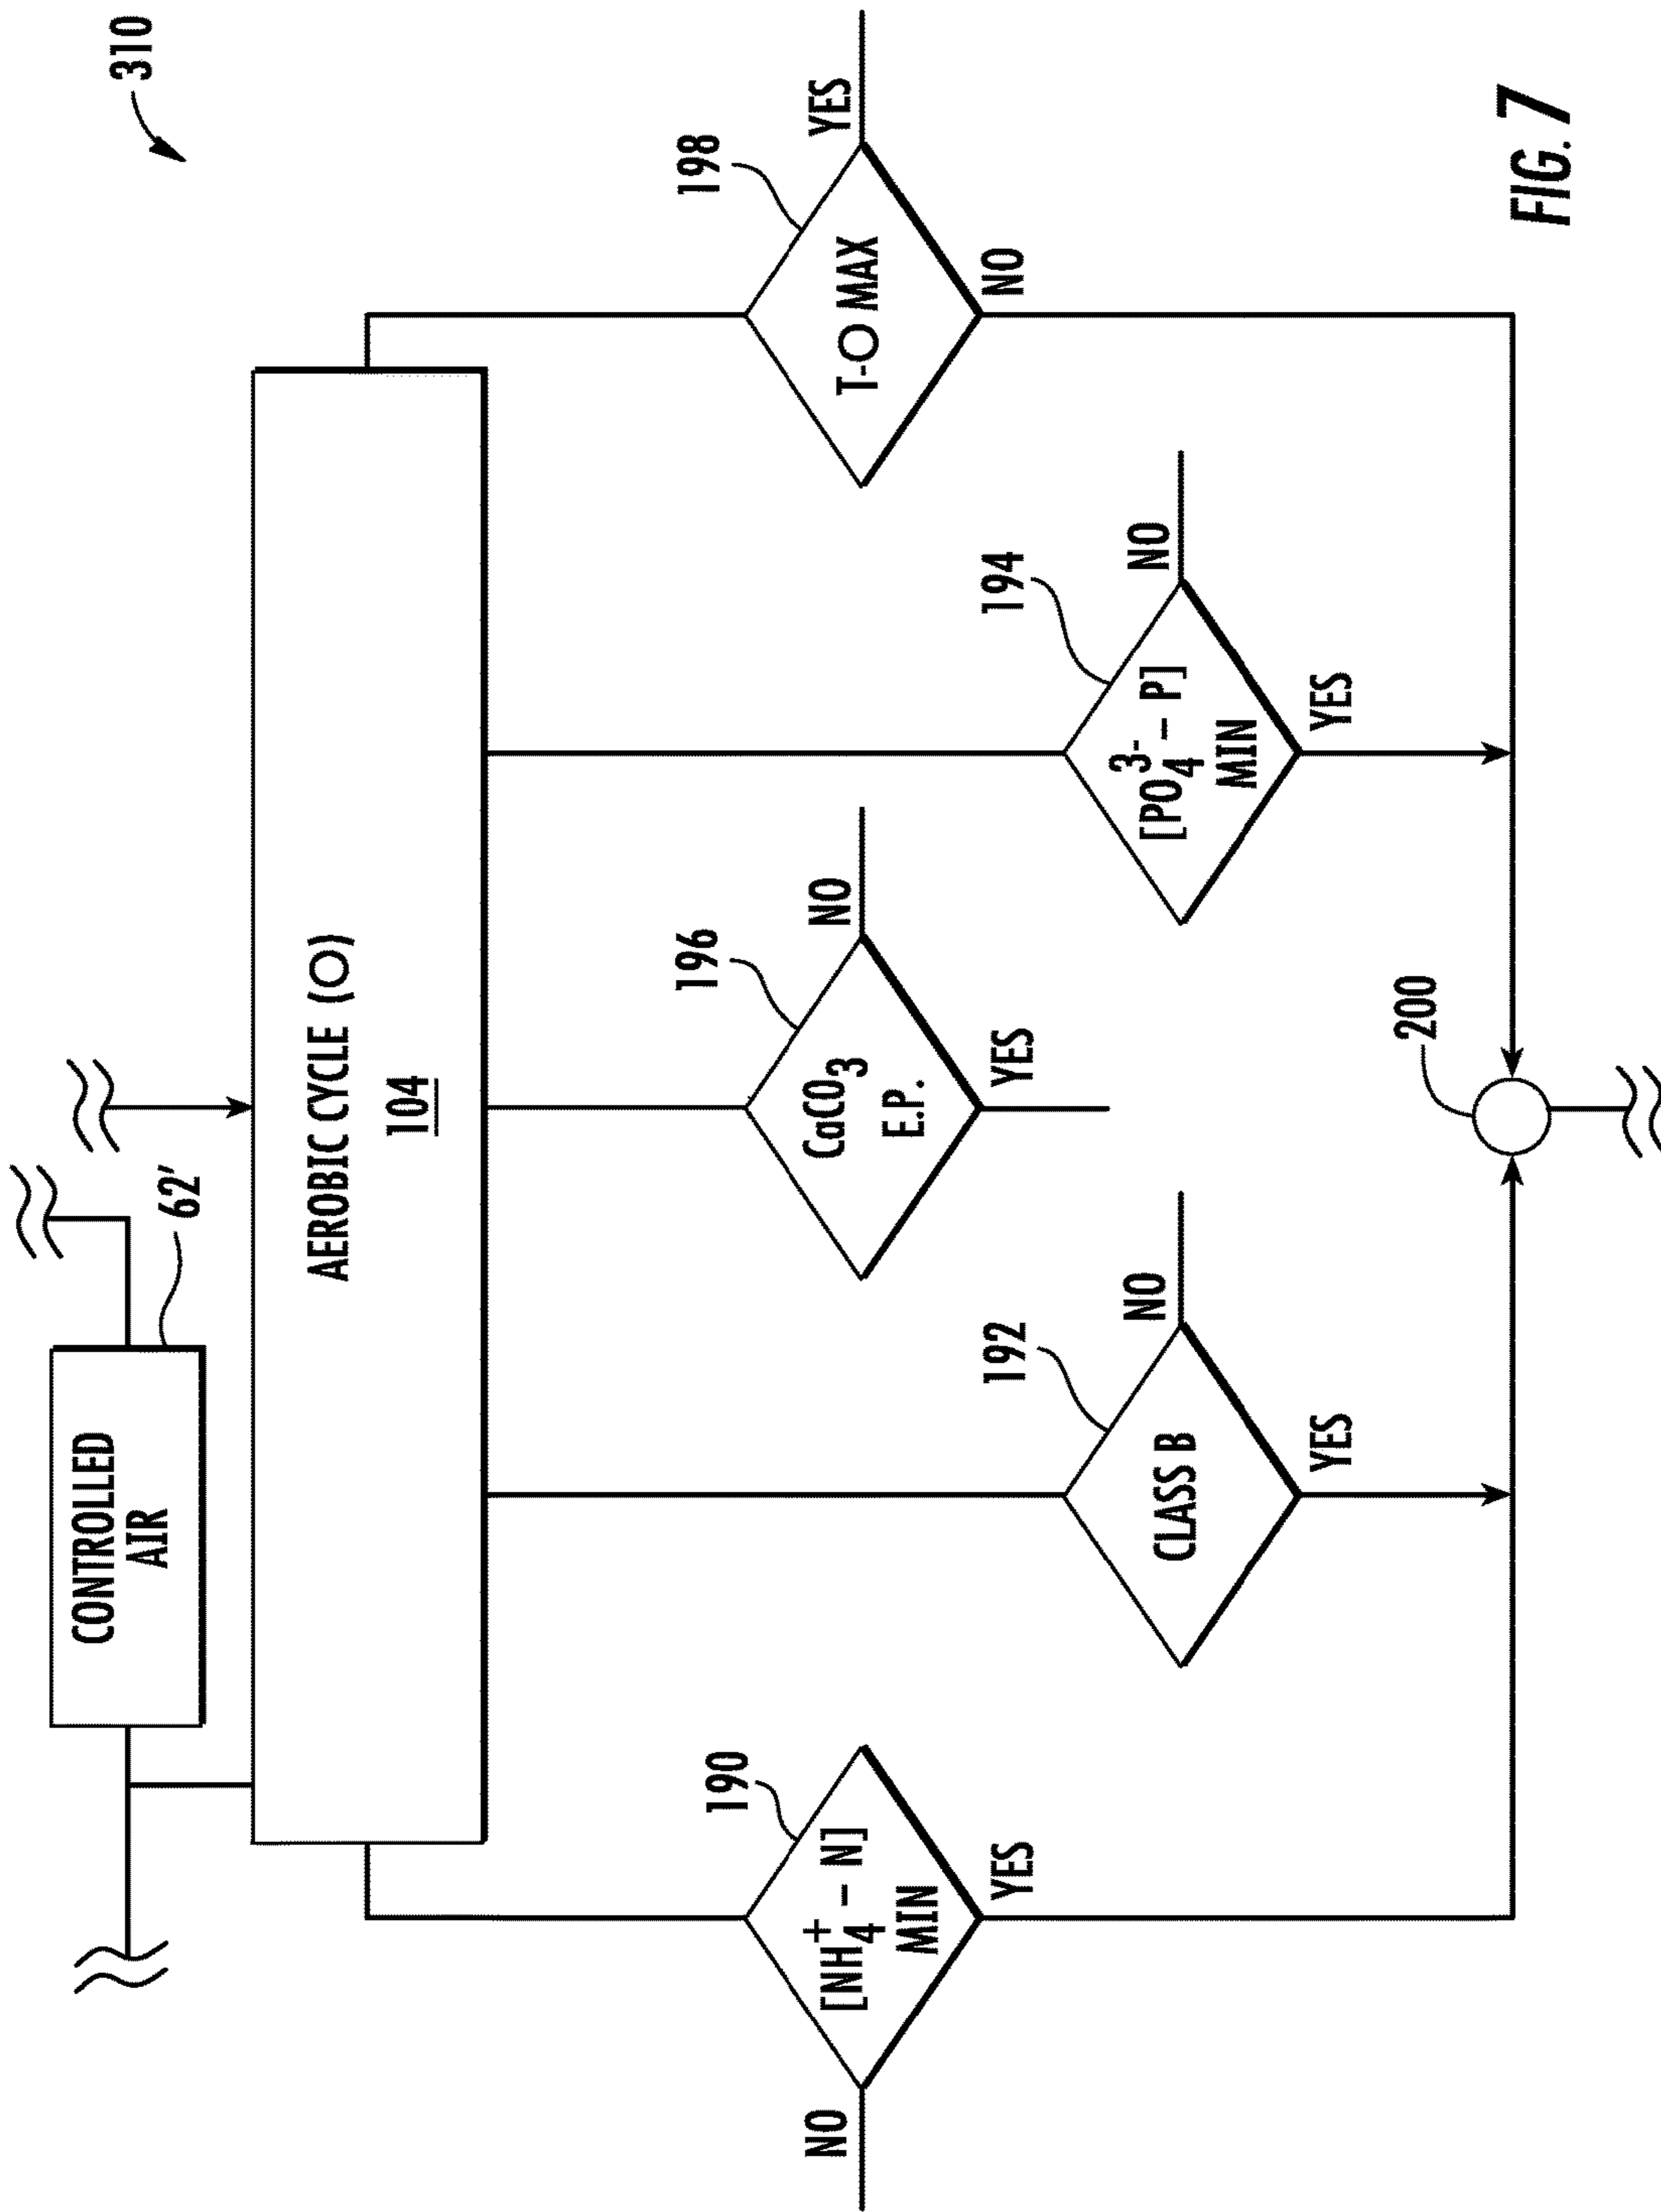 310
CONTROLLED
AIR
62'
AEROBIC CYCLE (O)
104
190
[NH4+ – N]
MIN
NO
YES
192
CLASS B
NO
YES
196
CaCO3
E.P.
NO
YES
194
[PO43- – P]
MIN
NO
YES
198
T-O MAX
YES
NO
200
FIG. 7